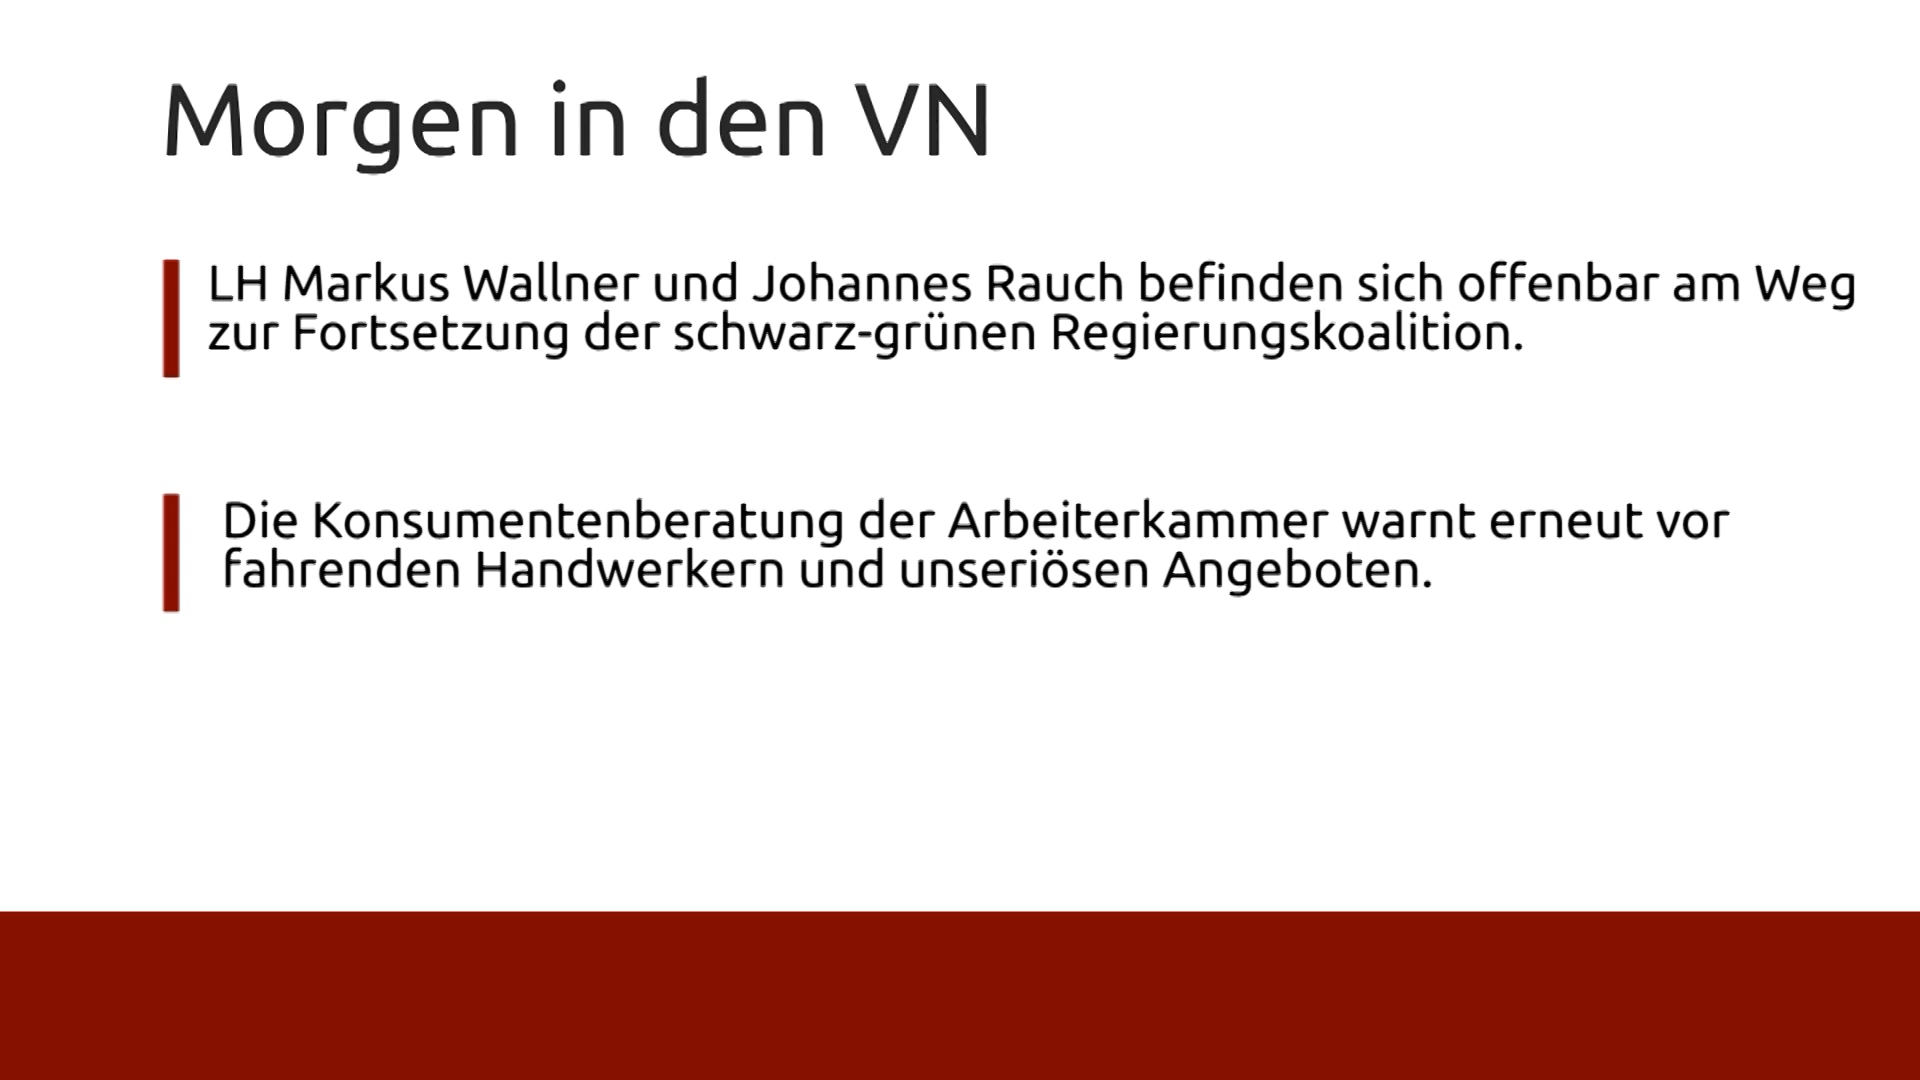 Morgen in den VN
LH Markus Wallner und Johannes Rauch befinden sich offenbar am Weg
zur Fortsetzung der schwarz-grünen Regierungskoalition.
Die Konsumentenberatung der Arbeiterkammer warnt erneut vor
fahrenden Handwerkern und unseriösen Angeboten.